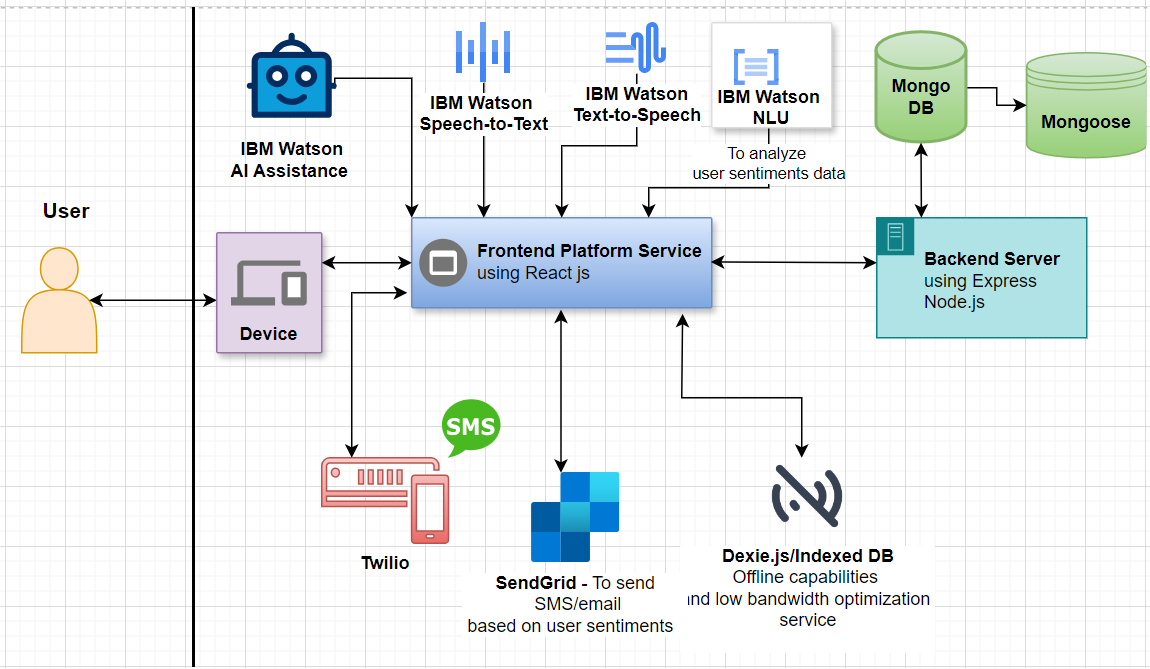 IBM Watson
AI Assistance
IBM Watson
Speech-to-Text
IBM Watson
Text-to-Speech
IBM Watson
NLU
To analyze
user sentiments data
Mongo
DB
Mongoose
User
Device
Frontend Platform Service
using React js
Backend Server
using Express
Node.js
SMS
Twilio
SendGrid - To send
SMS/email
based on user sentiments
Dexie.js/Indexed DB
Offline capabilities
nd low bandwidth optimization
service